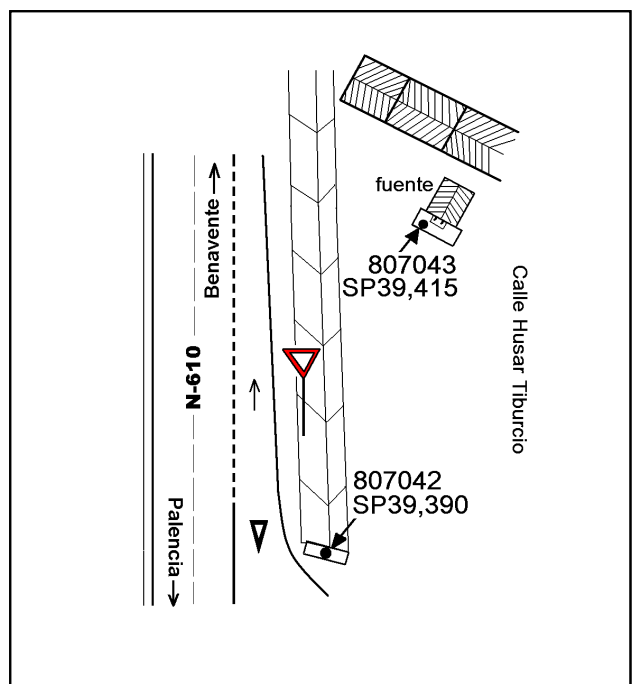 fuente
807043
SP39,415
Calle Husar Tiburcio
Benavente
N-610
Palencia
807042
SP39,390